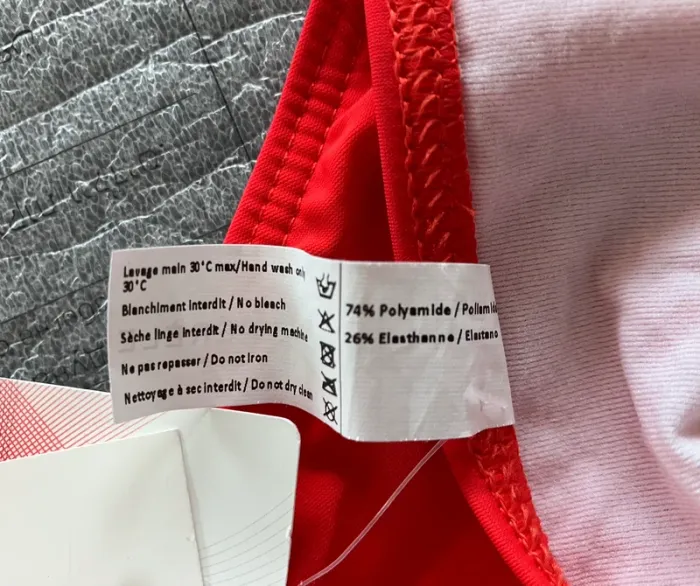 Lavage main 30°C max/Hand wash only
30°C
Blanchiment interdit / No bleach
Sèche linge interdit / No drying machine
Ne pas repasser / Do not iron
Nettoyage à sec interdit / Do not dry clean
74% Polyamide / Poliamid
26% Elasthanne / Elastano